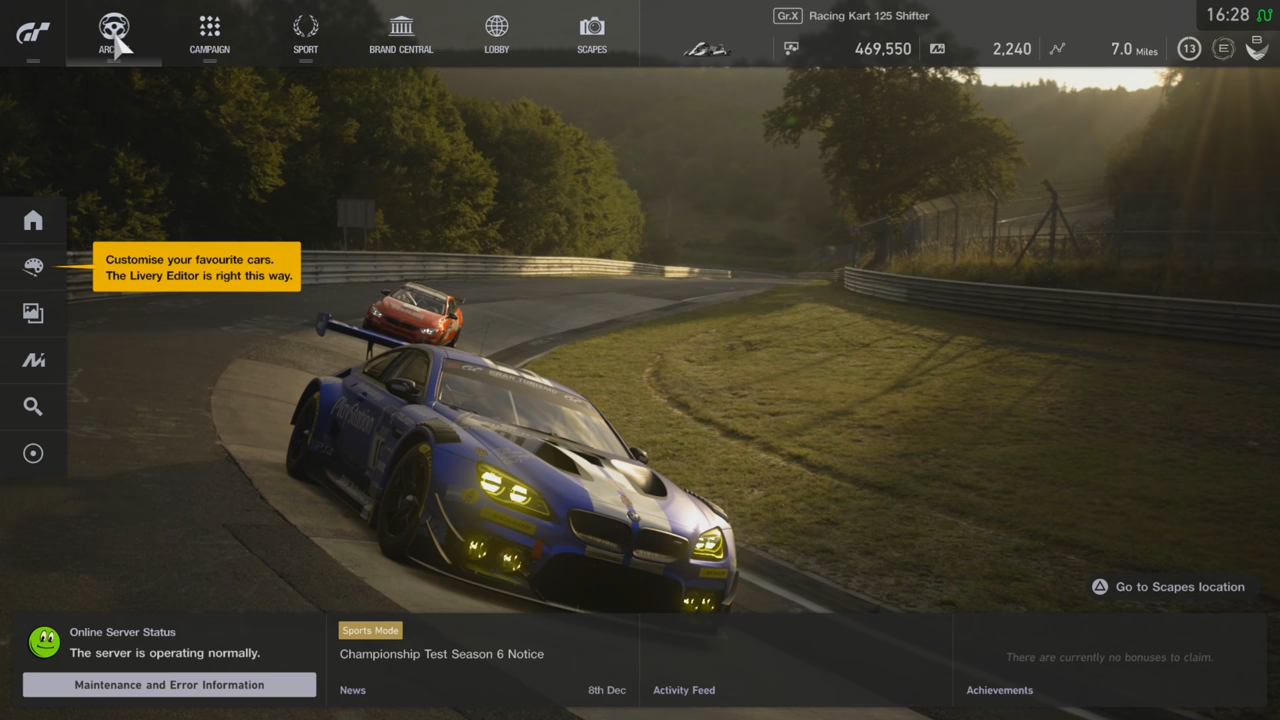 Gr.X Racing Kart 125 Shifter
16:28
CAMPAIGN
SPORT
BRAND CENTRAL
LOBBY
SCAPES
469,550
2,240
7.0 Miles
13
E
B
Customise your favourite cars.
The Livery Editor is right this way.
PlayStation
GRAN TURISMO
Go to Scapes location
Online Server Status
The server is operating normally.
Maintenance and Error Information
Sports Mode
Championship Test Season 6 Notice
News
8th Dec
Activity Feed
There are currently no bonuses to claim.
Achievements